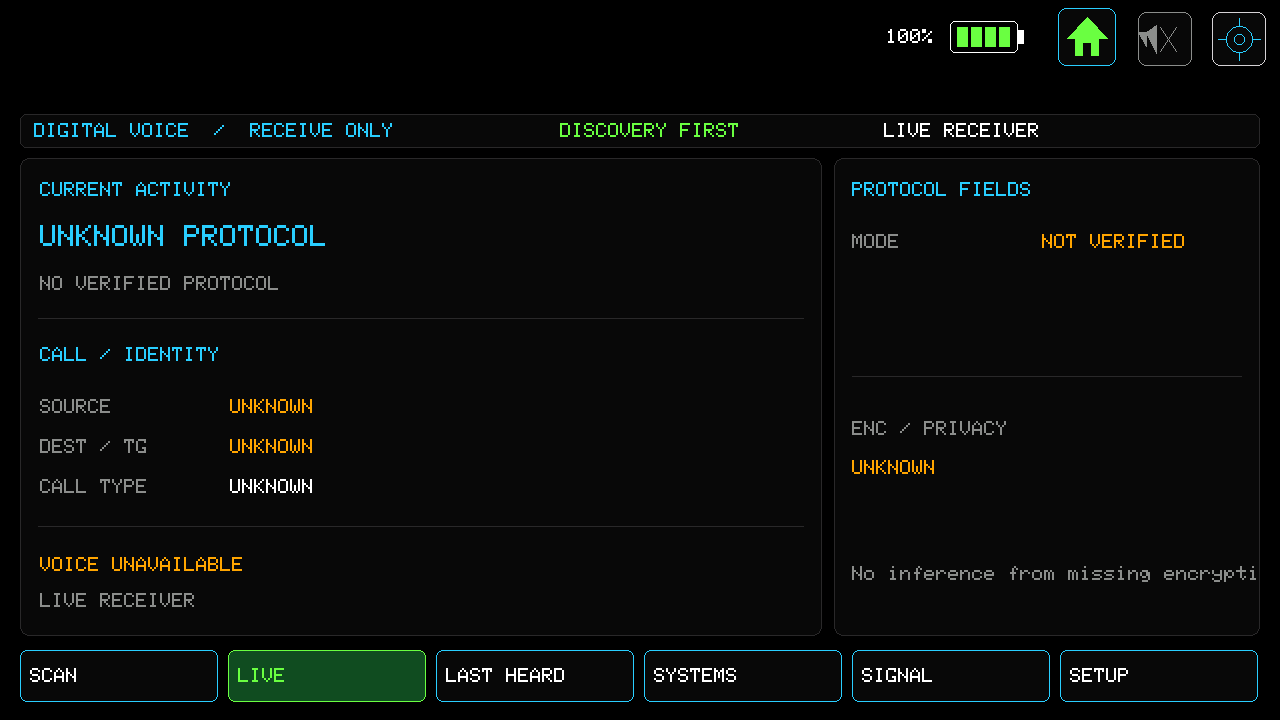 100%
DIGITAL VOICE / RECEIVE ONLY DISCOVERY FIRST LIVE RECEIVER
CURRENT ACTIVITY
UNKNOWN PROTOCOL
NO VERIFIED PROTOCOL
CALL / IDENTITY
SOURCE UNKNOWN
DEST / TG UNKNOWN
CALL TYPE UNKNOWN
VOICE UNAVAILABLE
LIVE RECEIVER
PROTOCOL FIELDS
MODE NOT VERIFIED
ENC / PRIVACY
UNKNOWN
No inference from missing encrypti
SCAN LIVE LAST HEARD SYSTEMS SIGNAL SETUP